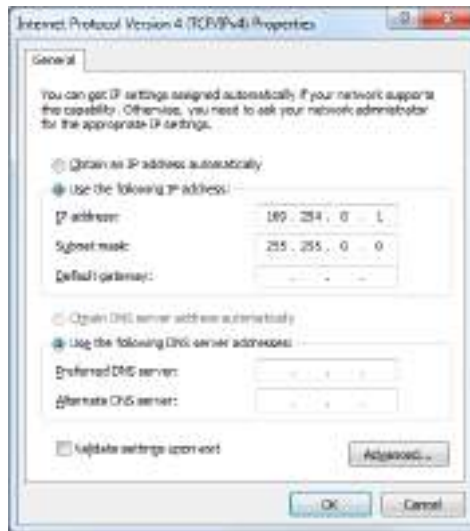 Internet Protocol Version 4 (TCP/IPv4) Properties
General
You can get IP settings assigned automatically if your network supports
this capability. Otherwise, you need to ask your network administrator
for the appropriate IP settings.
Obtain an IP address automatically
Use the following IP address:
IP address: 169 . 254 . 0 . 1
Subnet mask: 255 . 255 . 0 . 0
Default gateway: . . .
Obtain DNS server address automatically
Use the following DNS server addresses:
Preferred DNS server: . . .
Alternate DNS server: . . .
Validate settings upon exit
Advanced...
OK Cancel